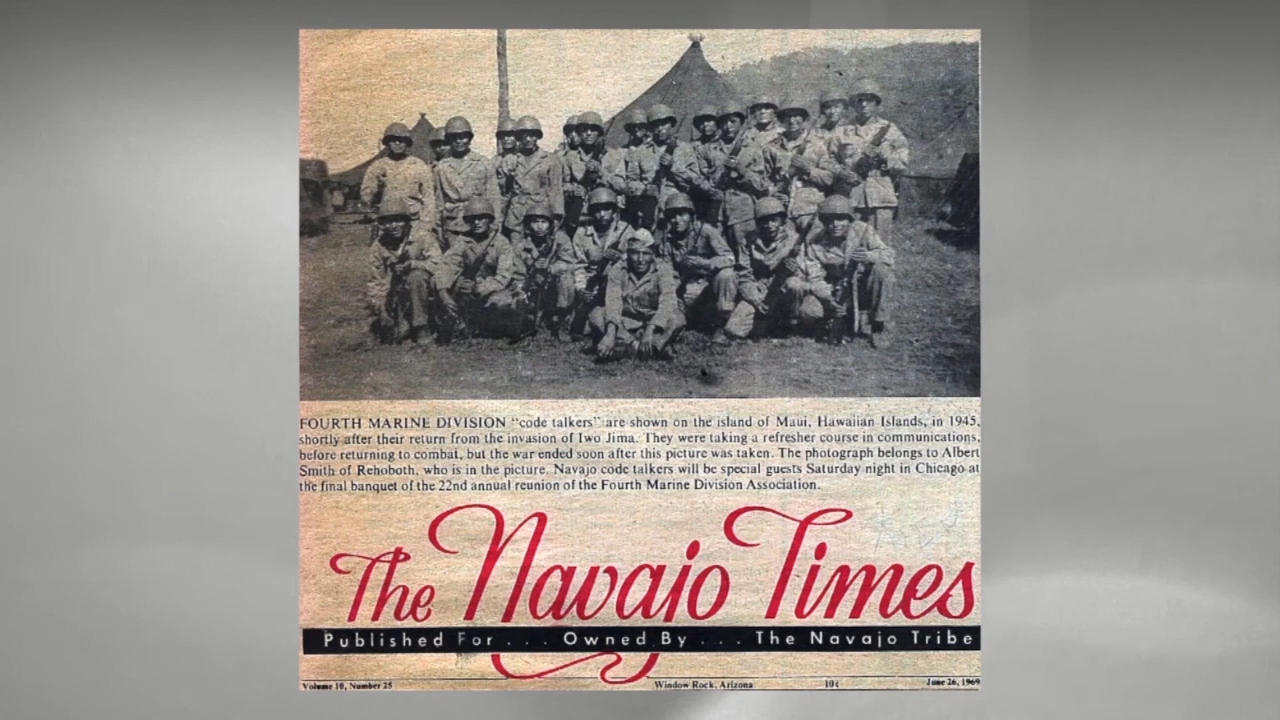 FOURTH MARINE DIVISION "code talkers" are shown on the island of Maui, Hawaiian Islands, in 1945,
shortly after their return from the invasion of Iwo Jima. They were taking a refresher course in communications,
before returning to combat, but the war ended soon after this picture was taken. The photograph belongs to Albert
Smith of Rehoboth, who is in the picture. Navajo code talkers will be special guests Saturday night in Chicago at
the final banquet of the 22nd annual reunion of the Fourth Marine Division Association.
The Navajo Times
Published For . . . Owned By . . . The Navajo Tribe
Volume 10, Number 25 Window Rock, Arizona 10¢ June 26, 1969